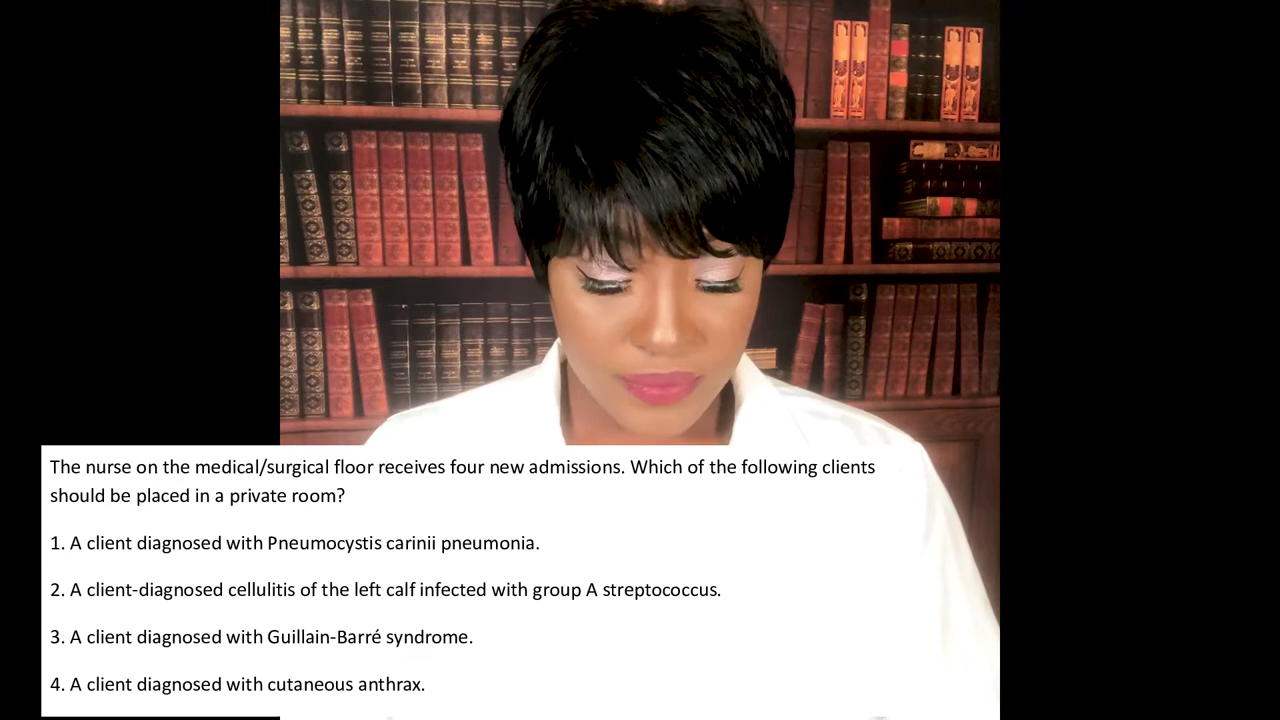 The nurse on the medical/surgical floor receives four new admissions. Which of the following clients
should be placed in a private room?
1. A client diagnosed with Pneumocystis carinii pneumonia.
2. A client-diagnosed cellulitis of the left calf infected with group A streptococcus.
3. A client diagnosed with Guillain-Barré syndrome.
4. A client diagnosed with cutaneous anthrax.